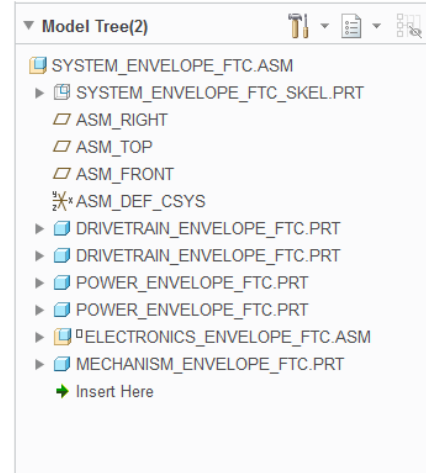 Model Tree(2)
SYSTEM_ENVELOPE_FTC.ASM
SYSTEM_ENVELOPE_FTC_SKEL.PRT
ASM_RIGHT
ASM_TOP
ASM_FRONT
ASM_DEF_CSYS
DRIVETRAIN_ENVELOPE_FTC.PRT
DRIVETRAIN_ENVELOPE_FTC.PRT
POWER_ENVELOPE_FTC.PRT
POWER_ENVELOPE_FTC.PRT
ELECTRONICS_ENVELOPE_FTC.ASM
MECHANISM_ENVELOPE_FTC.PRT
Insert Here